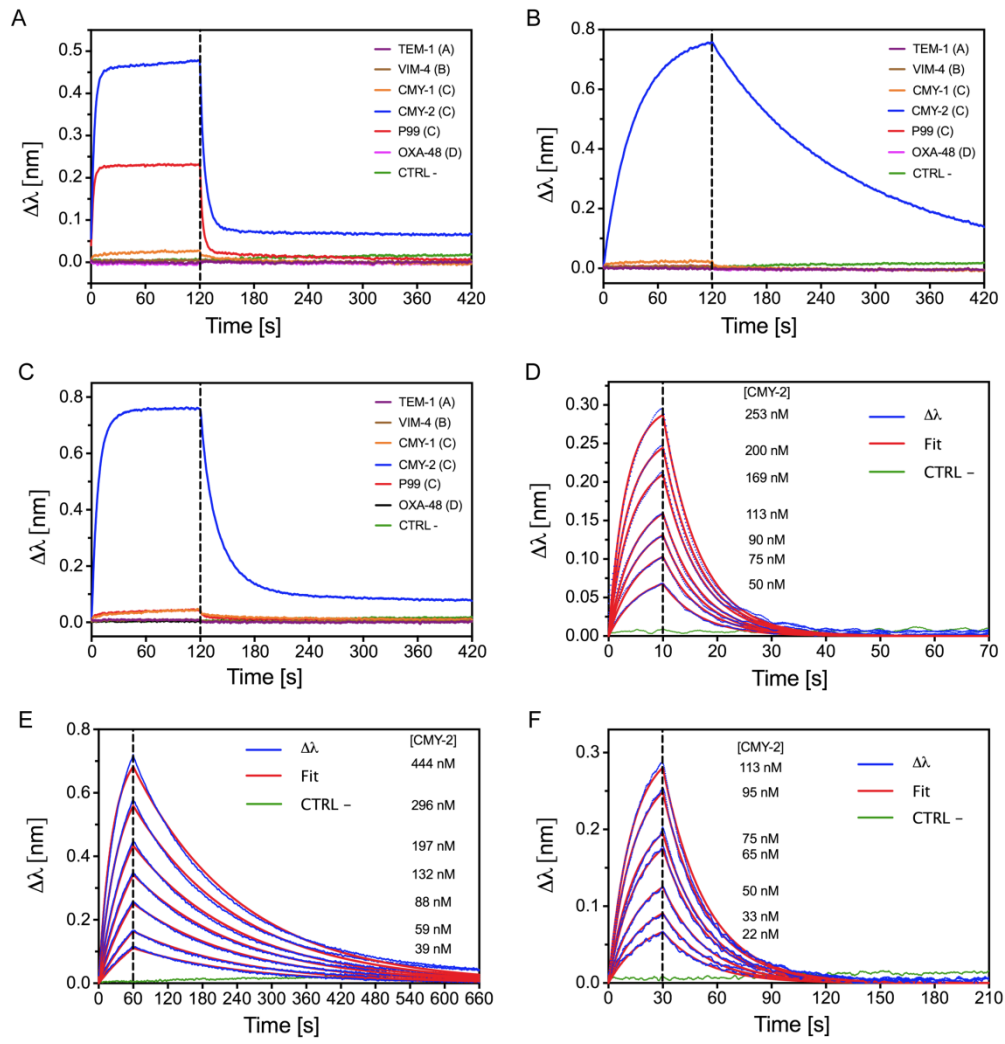 A
Δλ [nm]
0.5
0.4
0.3
0.2
0.1
0.0
0 60 120 180 240 300 360 420
Time [s]
TEM-1 (A)
VIM-4 (B)
CMY-1 (C)
CMY-2 (C)
P99 (C)
OXA-48 (D)
CTRL -
B
Δλ [nm]
0.8
0.6
0.4
0.2
0.0
0 60 120 180 240 300 360 420
Time [s]
TEM-1 (A)
VIM-4 (B)
CMY-1 (C)
CMY-2 (C)
P99 (C)
OXA-48 (D)
CTRL -
C
Δλ [nm]
0.8
0.6
0.4
0.2
0.0
0 60 120 180 240 300 360 420
Time [s]
TEM-1 (A)
VIM-4 (B)
CMY-1 (C)
CMY-2 (C)
P99 (C)
OXA-48 (D)
CTRL -
D
Δλ [nm]
0.30
0.25
0.20
0.15
0.10
0.05
0.00
0 10 20 30 40 50 60 70
Time [s]
[CMY-2]
253 nM
200 nM
169 nM
113 nM
90 nM
75 nM
50 nM
Δλ
Fit
CTRL –
E
Δλ [nm]
0.8
0.6
0.4
0.2
0.0
0 60 120 180 240 300 360 420 480 540 600 660
Time [s]
Δλ
Fit
CTRL –
[CMY-2]
444 nM
296 nM
197 nM
132 nM
88 nM
59 nM
39 nM
F
Δλ [nm]
0.3
0.2
0.1
0.0
0 30 60 90 120 150 180 210
Time [s]
[CMY-2]
113 nM
95 nM
75 nM
65 nM
50 nM
33 nM
22 nM
Δλ
Fit
CTRL –